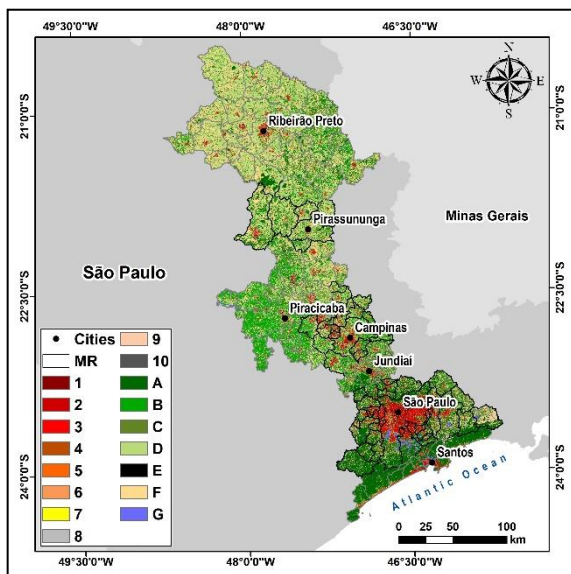 49°30'0"W 48°0'0"W 46°30'0"W
N
W E
S
21°0'0"S 21°0'0"S
Ribeirão Preto
Pirassununga
Minas Gerais
São Paulo
22°30'0"S 22°30'0"S
Piracicaba
Campinas
Jundiaí
São Paulo
Santos
24°0'0"S 24°0'0"S
Atlantic Ocean
Cities 9
MR 10
1 A
2 B
3 C
4 D
5 E
6 F
7 G
8
0 25 50 100
km
49°30'0"W 48°0'0"W 46°30'0"W